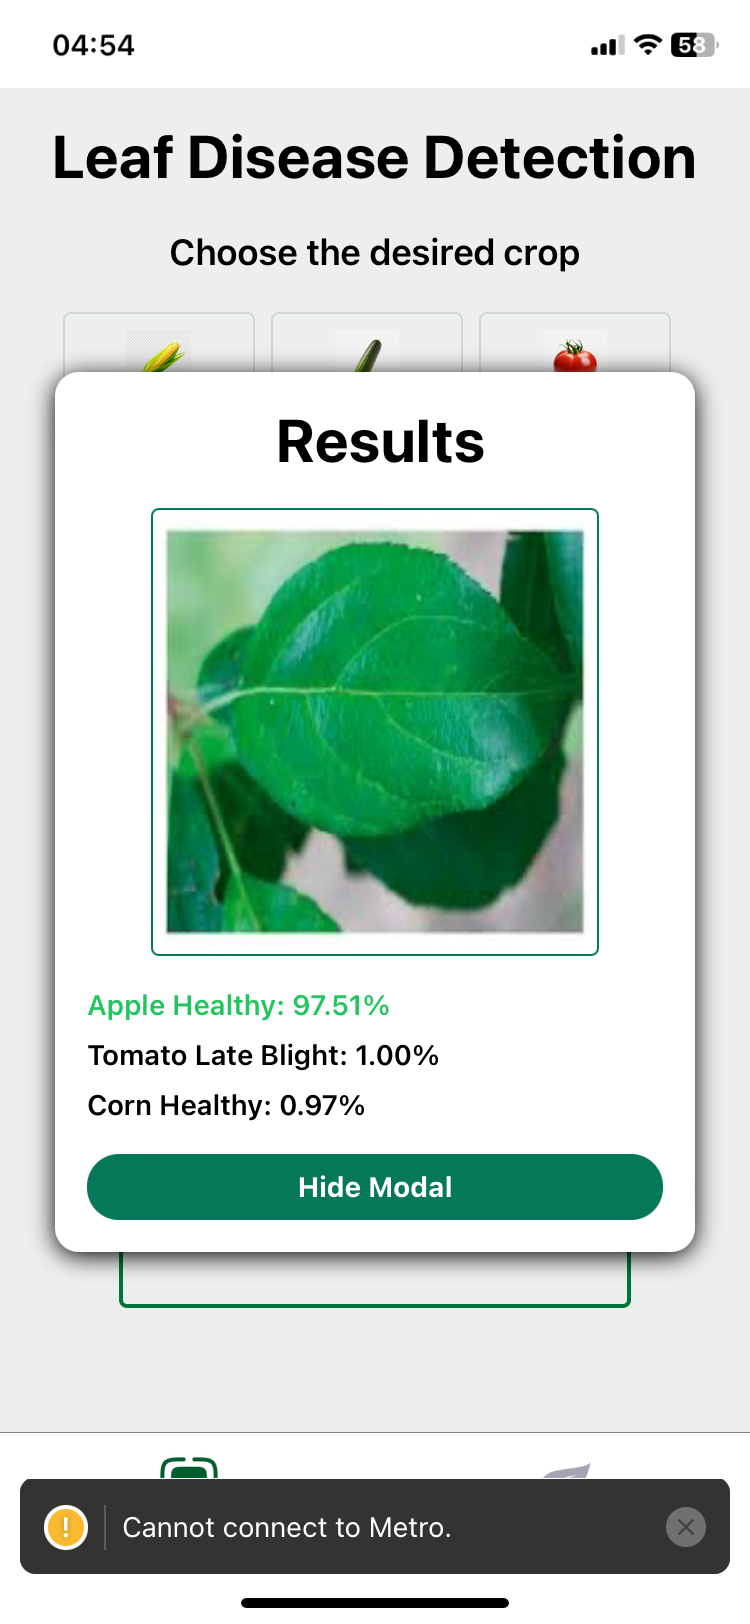 04:54
58
Leaf Disease Detection
Choose the desired crop
Results
Apple Healthy: 97.51%
Tomato Late Blight: 1.00%
Corn Healthy: 0.97%
Hide Modal
! Cannot connect to Metro.